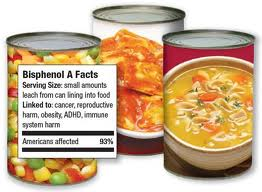 Bisphenol A Facts
Serving Size: small amounts
leach from can lining into food
Linked to: cancer, reproductive
harm, obesity, ADHD, immune
system harm
Americans affected 93%